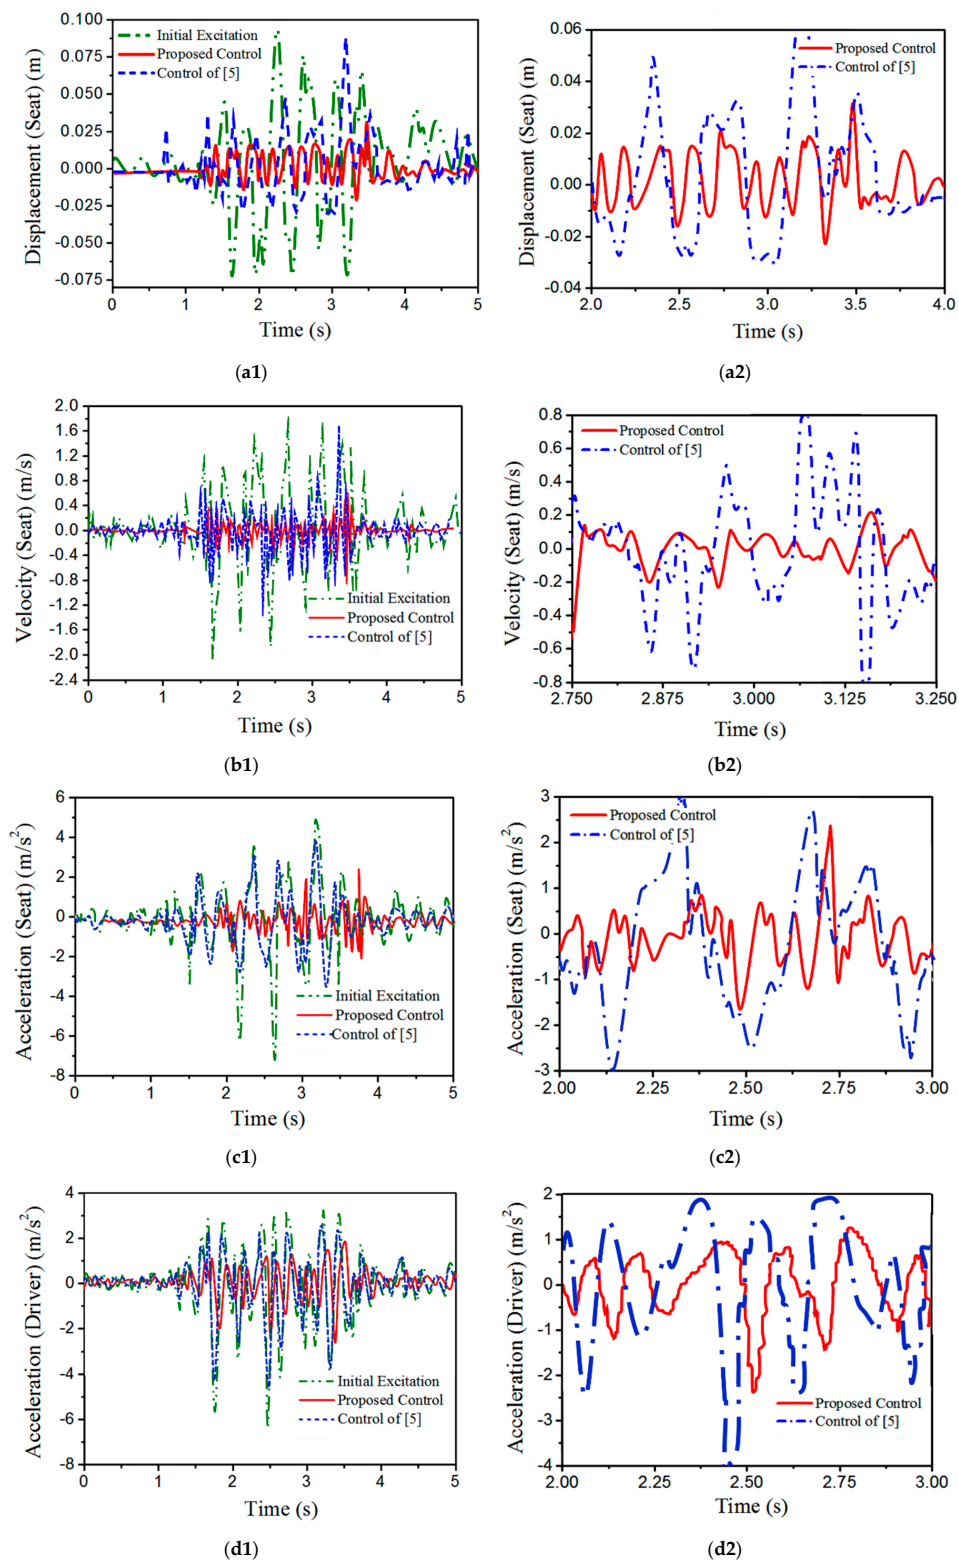 Displacement (Seat) (m)
0.100
0.075
0.050
0.025
0.000
-0.025
-0.050
-0.075
Initial Excitation
Proposed Control
Control of [5]
0 1 2 3 4 5
Time (s)
(a1)
Displacement (Seat) (m)
0.06
0.04
0.02
0.00
-0.02
-0.04
Proposed Control
Control of [5]
2.0 2.5 3.0 3.5 4.0
Time (s)
(a2)
Velocity (Seat) (m/s)
2.0
1.6
1.2
0.8
0.4
0.0
-0.4
-0.8
-1.2
-1.6
-2.0
-2.4
Initial Excitation
Proposed Control
Control of [5]
0 1 2 3 4 5
Time (s)
(b1)
Velocity (Seat) (m/s)
0.8
0.6
0.4
0.2
0.0
-0.2
-0.4
-0.6
-0.8
Proposed Control
Control of [5]
2.750 2.875 3.000 3.125 3.250
Time (s)
(b2)
Acceleration (Seat) (m/s²)
6
4
2
0
-2
-4
-6
-8
Initial Excitation
Proposed Control
Control of [5]
0 1 2 3 4 5
Time (s)
(c1)
Acceleration (Seat) (m/s²)
3
2
1
0
-1
-2
-3
Proposed Control
Control of [5]
2.00 2.25 2.50 2.75 3.00
Time (s)
(c2)
Acceleration (Driver) (m/s²)
4
2
0
-2
-4
-6
-8
Initial Excitation
Proposed Control
Control of [5]
0 1 2 3 4 5
Time (s)
(d1)
Acceleration (Driver) (m/s²)
2
1
0
-1
-2
-3
-4
Proposed Control
Control of [5]
2.00 2.25 2.50 2.75 3.00
Time (s)
(d2)